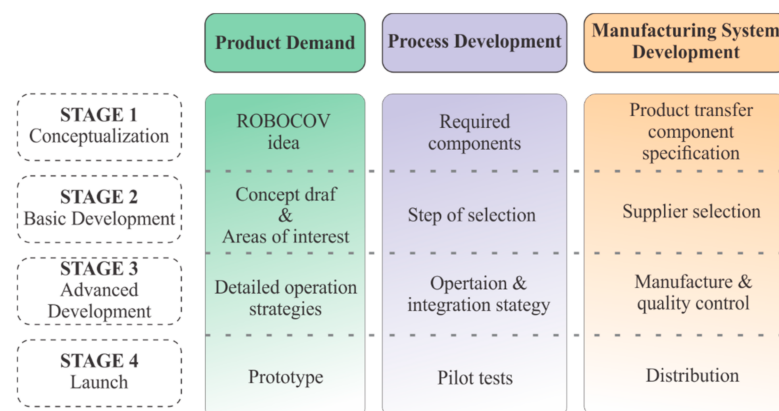 Product Demand
Process Development
Manufacturing System
Development
STAGE 1
Conceptualization
ROBOCOV
idea
Required
components
Product transfer
component
specification
STAGE 2
Basic Development
Concept draf
&
Areas of interest
Step of selection
Supplier selection
STAGE 3
Advanced
Development
Detailed operation
strategies
Opertaion &
integration stategy
Manufacture &
quality control
STAGE 4
Launch
Prototype
Pilot tests
Distribution